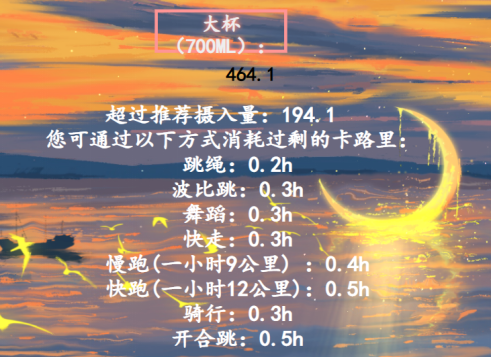 大杯
（700ML）：
464.1
超过推荐摄入量：194.1
您可通过以下方式消耗过剩的卡路里：
跳绳：0.2h
波比跳：0.3h
舞蹈：0.3h
快走：0.3h
慢跑(一小时9公里) ：0.4h
快跑(一小时12公里)：0.5h
骑行：0.3h
开合跳：0.5h